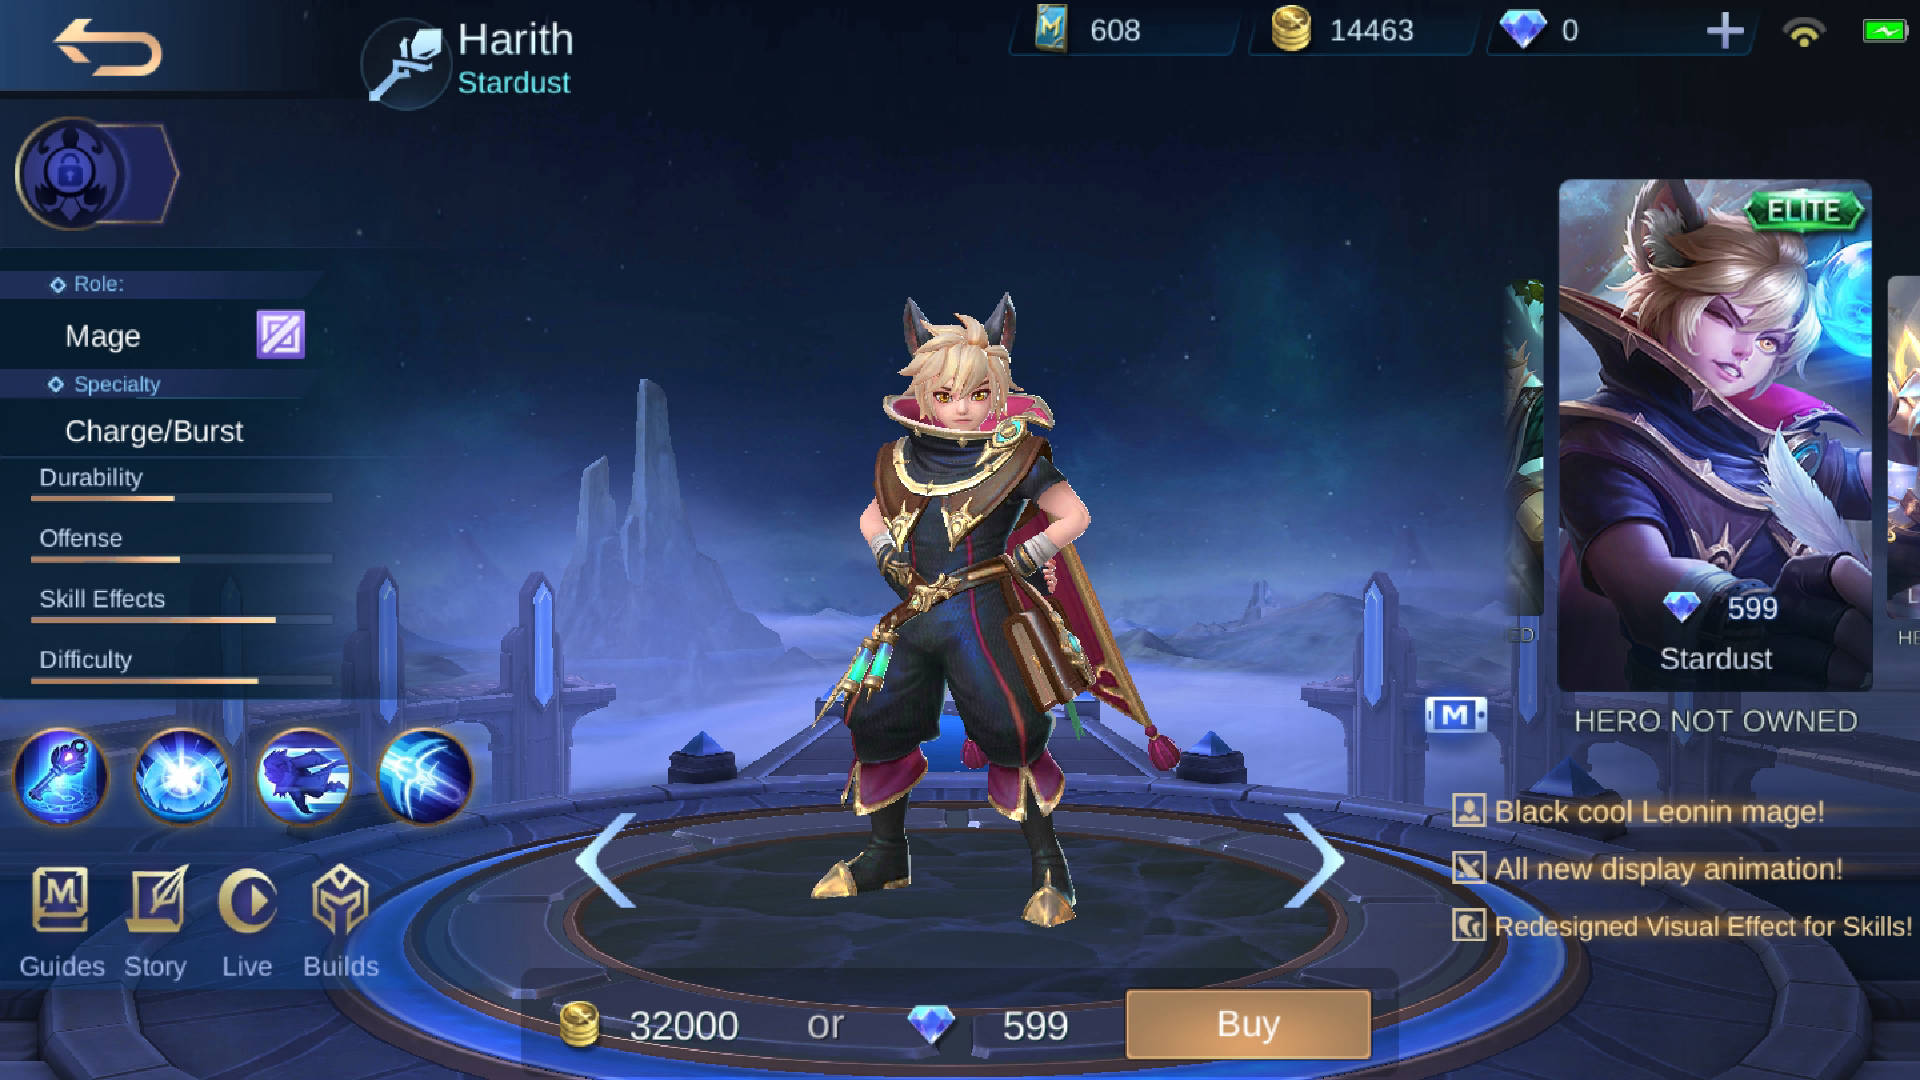 Harith
Stardust
608
14463
0
Role:
Mage
Specialty
Charge/Burst
Durability
Offense
Skill Effects
Difficulty
Guides Story Live Builds
ELITE
599
Stardust
HERO NOT OWNED
M
Black cool Leonin mage!
All new display animation!
Redesigned Visual Effect for Skills!
32000 or 599 Buy